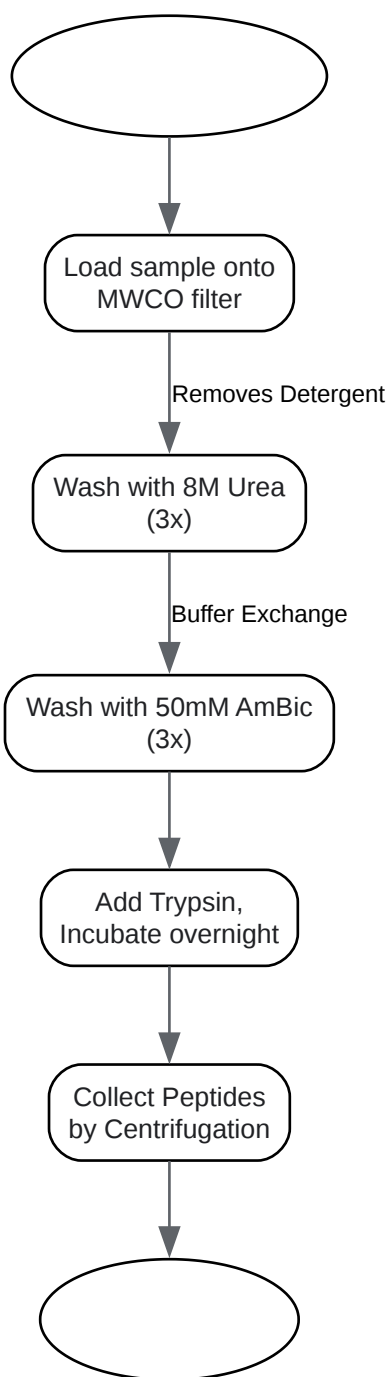 Load sample onto
MWCO filter
Removes Detergent
Wash with 8M Urea
(3x)
Buffer Exchange
Wash with 50mM AmBic
(3x)
Add Trypsin,
Incubate overnight
Collect Peptides
by Centrifugation